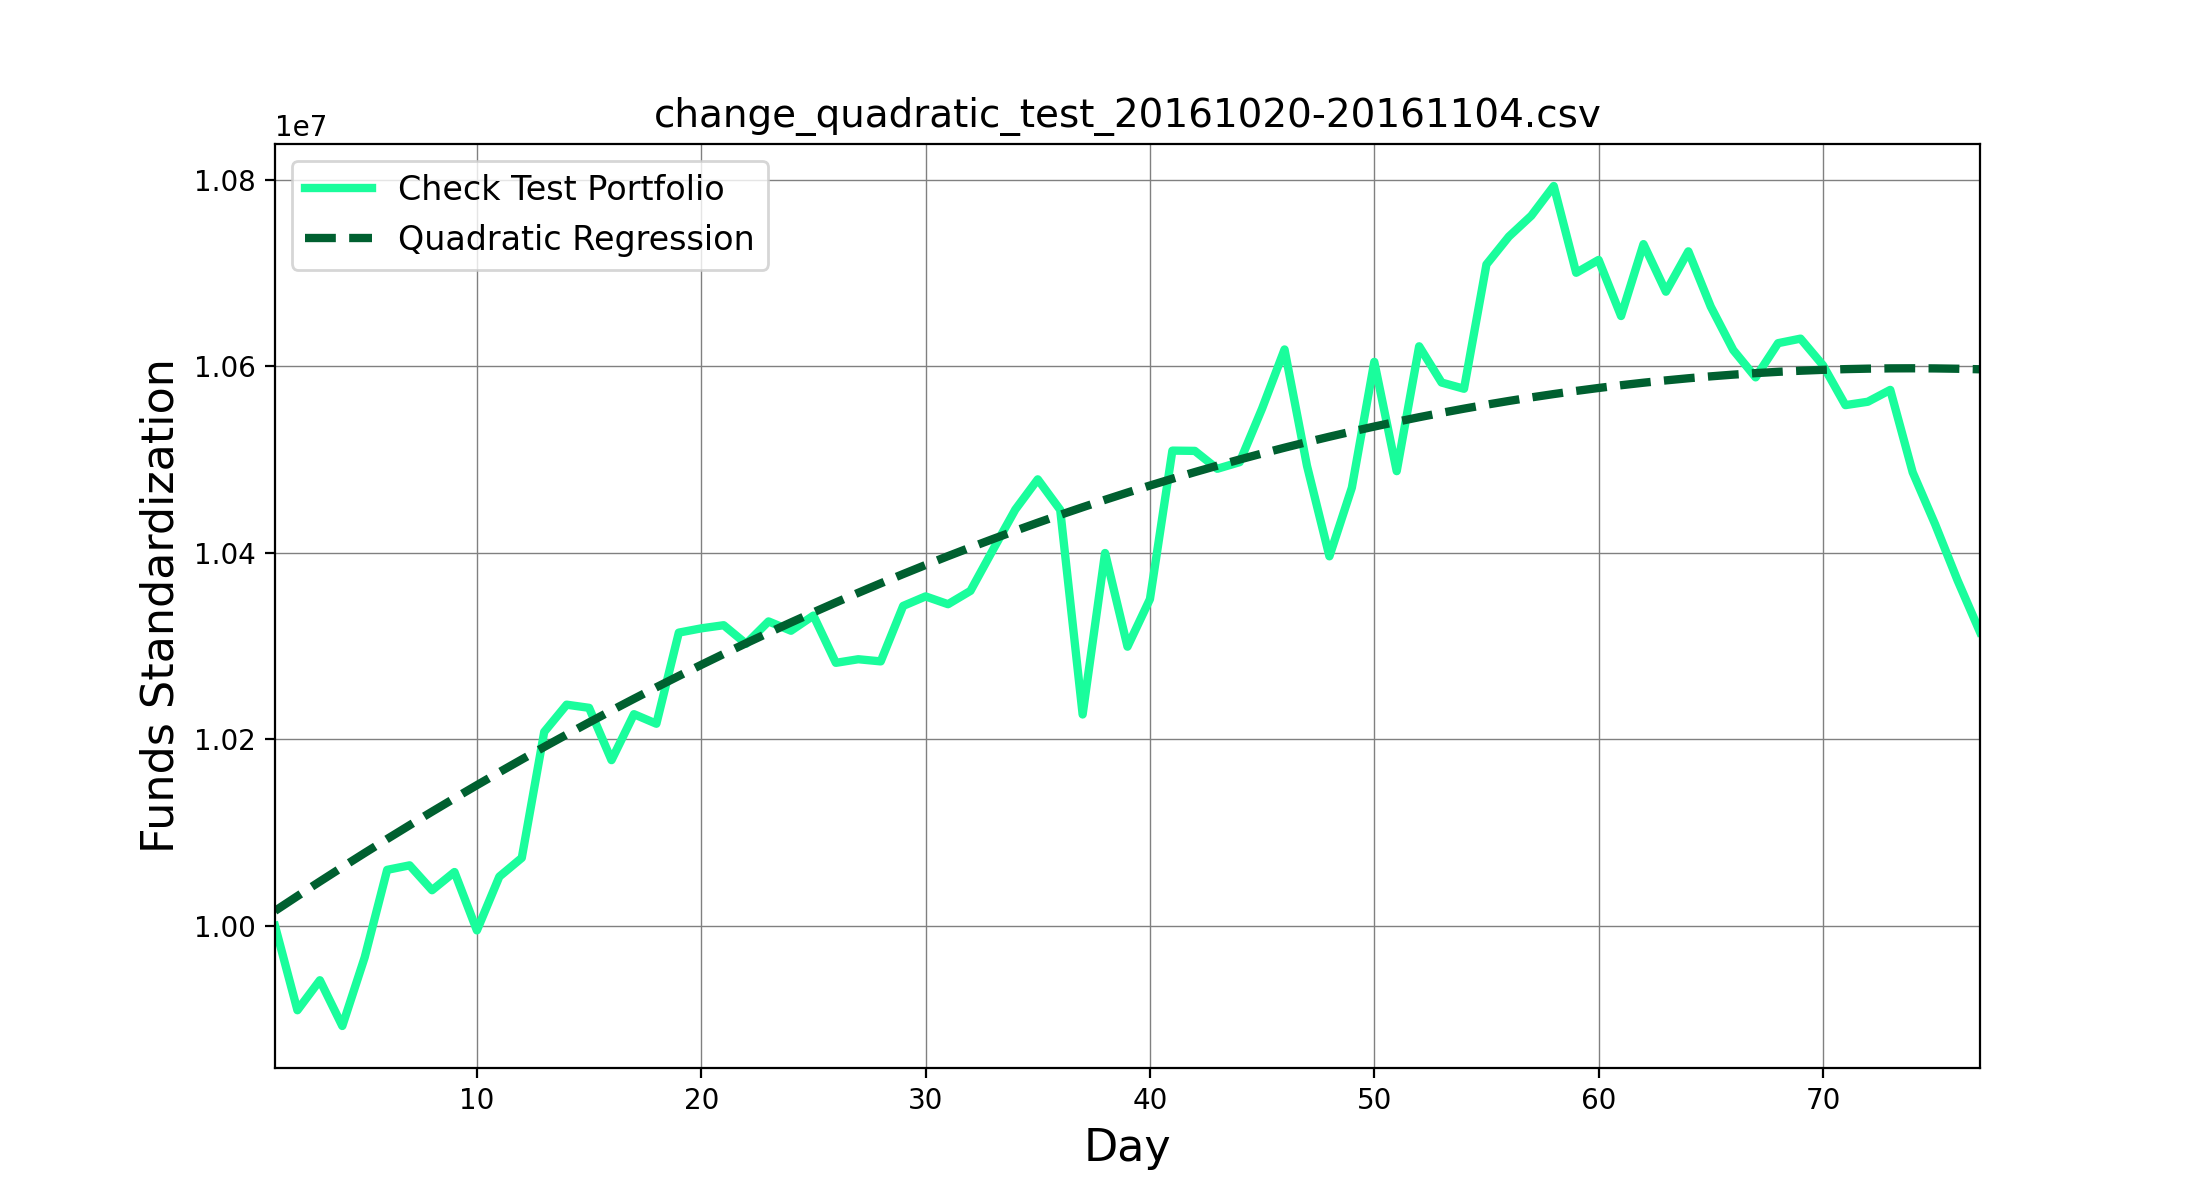 change_quadratic_test_20161020-20161104.csv
1e7
Check Test Portfolio
Quadratic Regression
1.08
1.06
1.04
1.02
1.00
Funds Standardization
10 20 30 40 50 60 70
Day